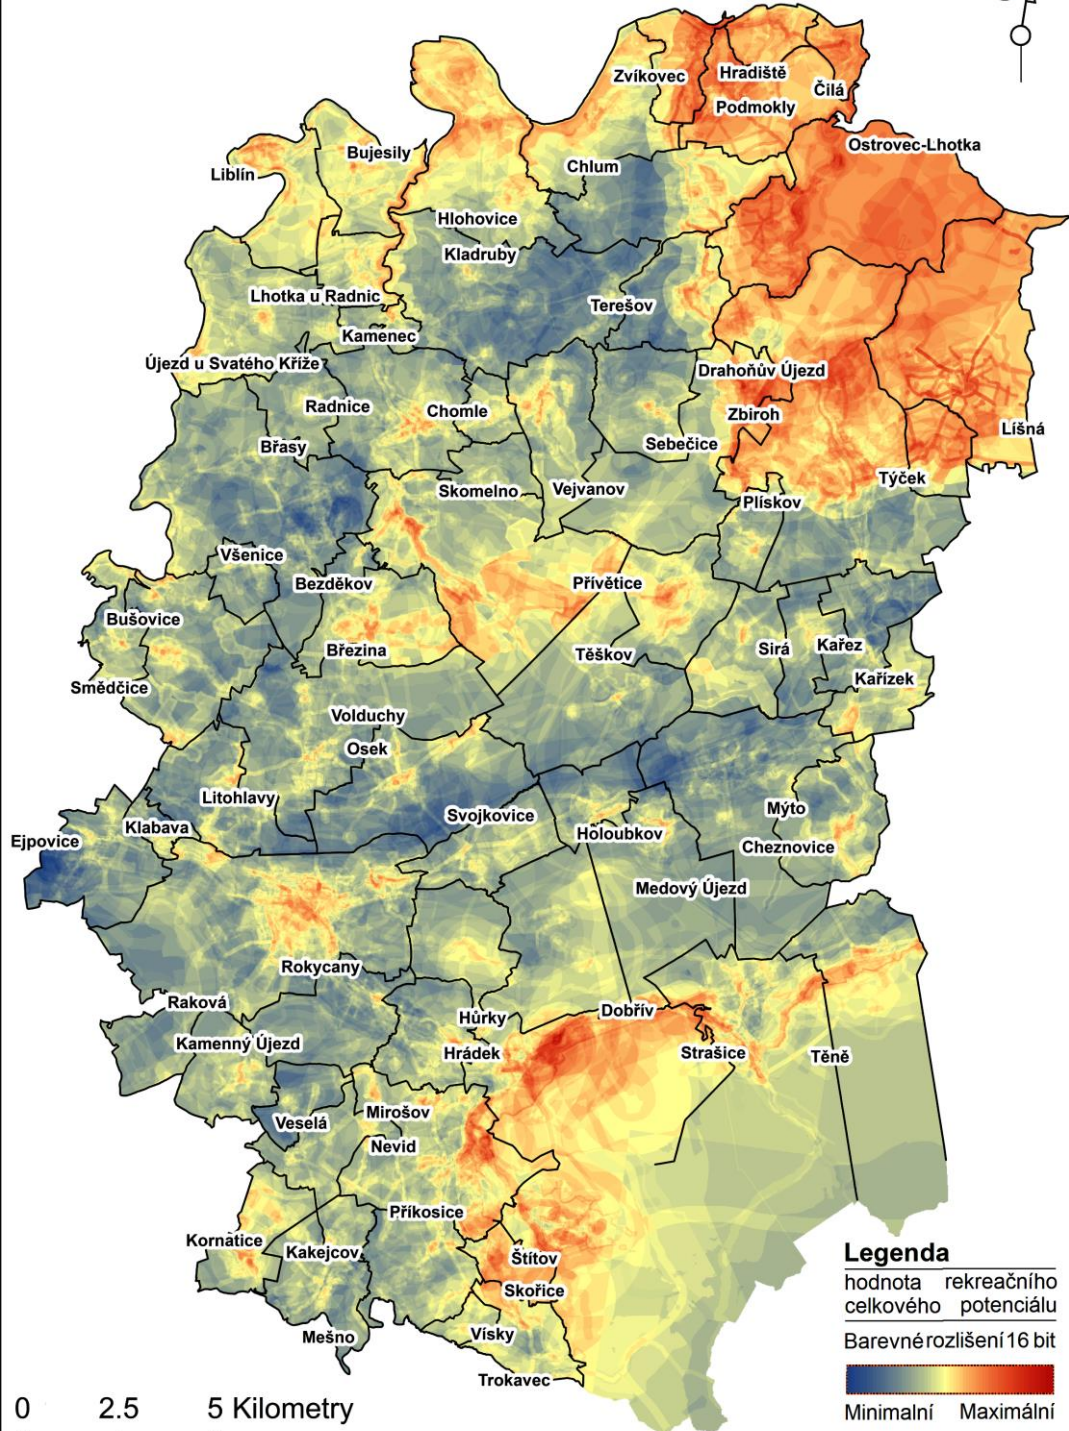 Zvíkovec
Hradiště
Podmokly
Čilá
Ostrovec-Lhotka
Bujesily
Liblín
Chlum
Hlohovice
Kladruby
Lhotka u Radnic
Terešov
Kamenec
Újezd u Svatého Kříže
Drahoňův Újezd
Radnice
Chomle
Zbiroh
Líšná
Břasy
Sebečice
Týček
Skomelno
Vejvanov
Plískov
Všenice
Bezděkov
Přívětice
Bušovice
Březina
Těškov
Sirá
Kařez
Kařízek
Smědčice
Volduchy
Osek
Litohlavy
Svojkovice
Mýto
Klabava
Holoubkov
Ejpovice
Cheznovice
Medový Újezd
Rokycany
Raková
Hůrky
Dobřív
Kamenný Újezd
Hrádek
Strašice
Těně
Mirošov
Veselá
Nevid
Příkosice
Kornatice
Kakejcov
Štítov
Skořice
Mešno
Vísky
Trokavec
Legenda
hodnota rekreačního
celkového potenciálu
Barevné rozlišení 16 bit
Minimalní Maximální
0 2.5 5 Kilometry